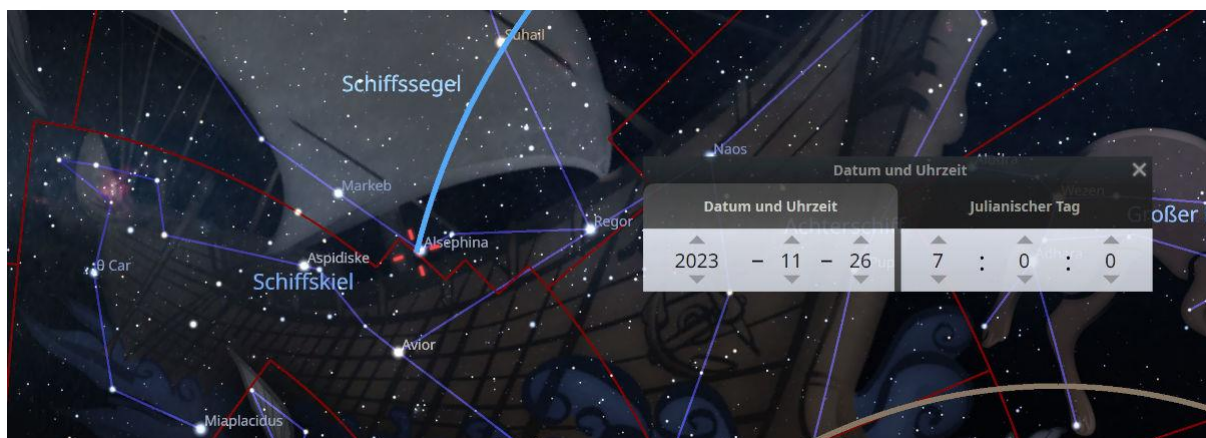 Suhail
Schiffssegel
Naos
Datum und Uhrzeit ×
Markeb
Wezen
Datum und Uhrzeit
Julianischer Tag
Achterschiff
Großer
Regor
Alsephina
2023 – 11 – 26 7 : 0 : 0
Aspidiske
θ Car
Schiffskiel
Avior
Miaplacidus